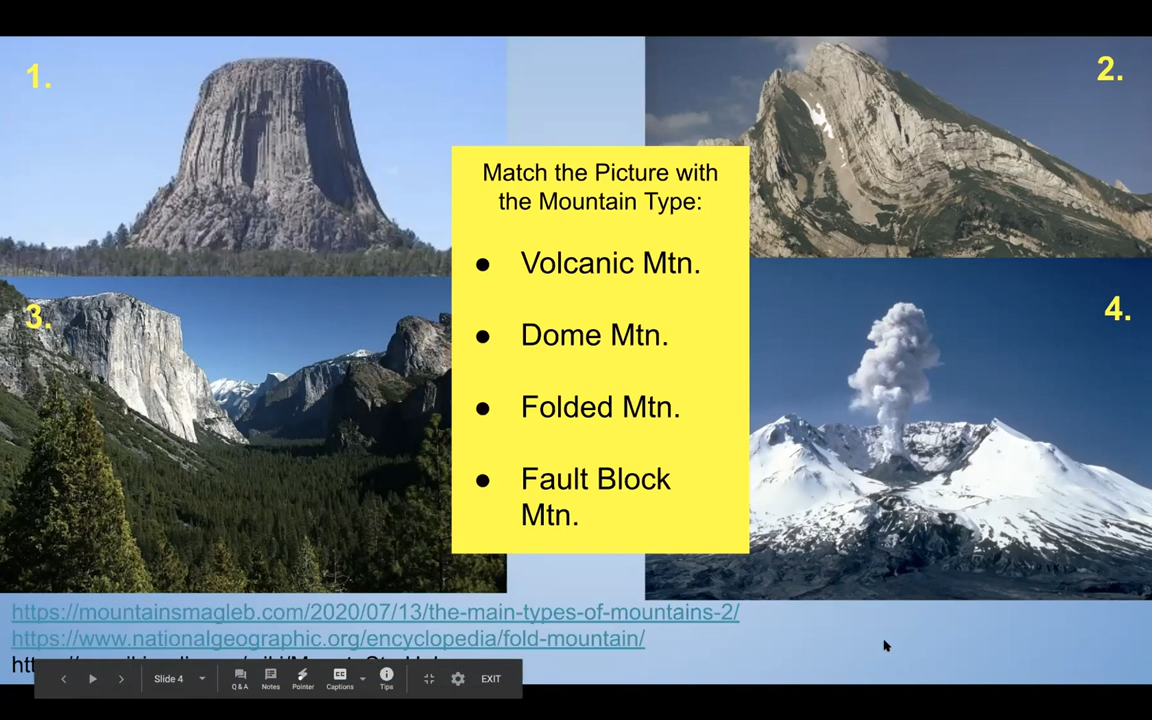 1.
2.
Match the Picture with
the Mountain Type:
● Volcanic Mtn.
● Dome Mtn.
● Folded Mtn.
● Fault Block
Mtn.
3.
4.
https://mountainsmagleb.com/2020/07/13/the-main-types-of-mountains-2/
https://www.nationalgeographic.org/encyclopedia/fold-mountain/
Slide 4
Q & A
Notes
Pointer
CC
Captions
Tips
EXIT